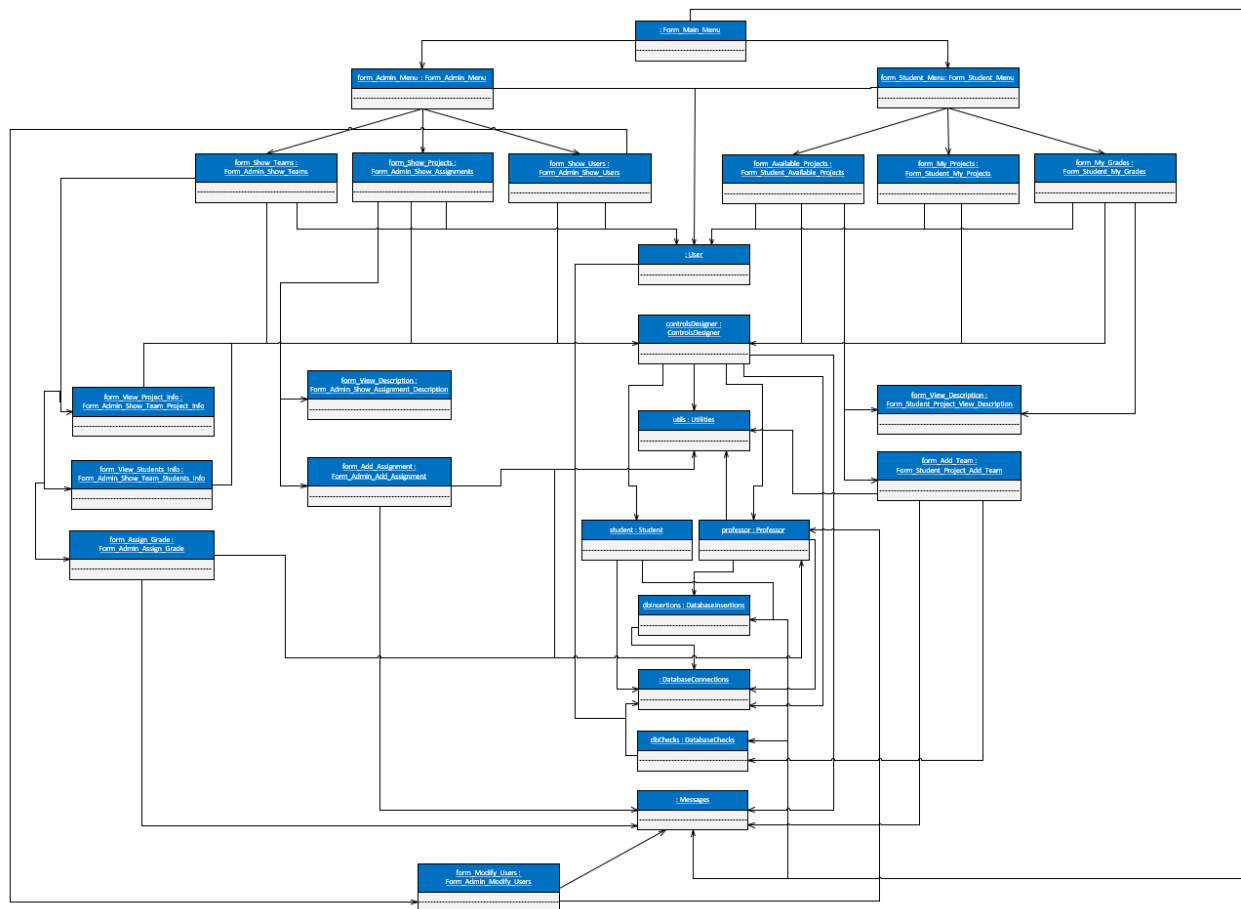 : Form_Main_Menu
form_Admin_Menu : Form_Admin_Menu
form_Student_Menu: Form_Student_Menu
form_Show_Teams :
Form_Admin_Show_Teams
form_Show_Projects :
Form_Admin_Show_Assignments
form_Show_Users :
Form_Admin_Show_Users
form_Available_Projects :
Form_Student_Available_Projects
form_My_Projects :
Form_Student_My_Projects
form_My_Grades :
Form_Student_My_Grades
: User
controlsDesigner :
ControlsDesigner
form_View_Project_Info :
Form_Admin_Show_Team_Project_Info
form_View_Description :
Form_Admin_Show_Assignment_Description
form_View_Description :
Form_Student_Project_View_Description
utils : Utilities
form_View_Students_Info :
Form_Admin_Show_Team_Students_Info
form_Add_Assignment :
Form_Admin_Add_Assignment
form_Add_Team :
Form_Student_Project_Add_Team
form_Assign_Grade :
Form_Admin_Assign_Grade
student : Student
professor : Professor
dbInsertions : DatabaseInsertions
: DatabaseConnections
dbChecks : DatabaseChecks
: Messages
form_Modify_Users :
Form_Admin_Modify_Users